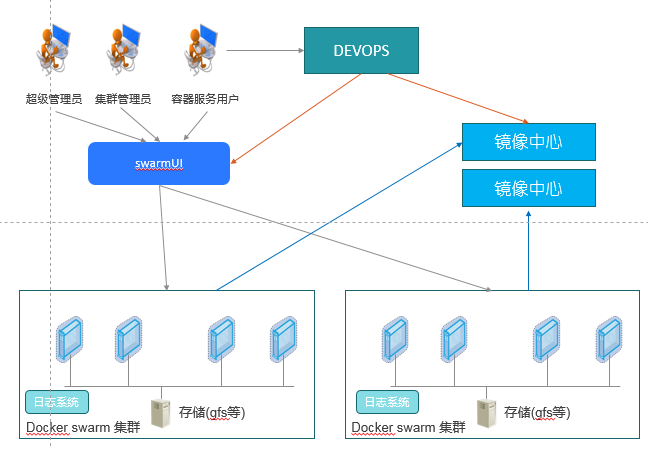 DEVOPS
超级管理员
集群管理员
容器服务用户
镜像中心
swarmUI
镜像中心
日志系统
存储(gfs等)
Docker swarm 集群
日志系统
存储(gfs等)
Docker swarm 集群